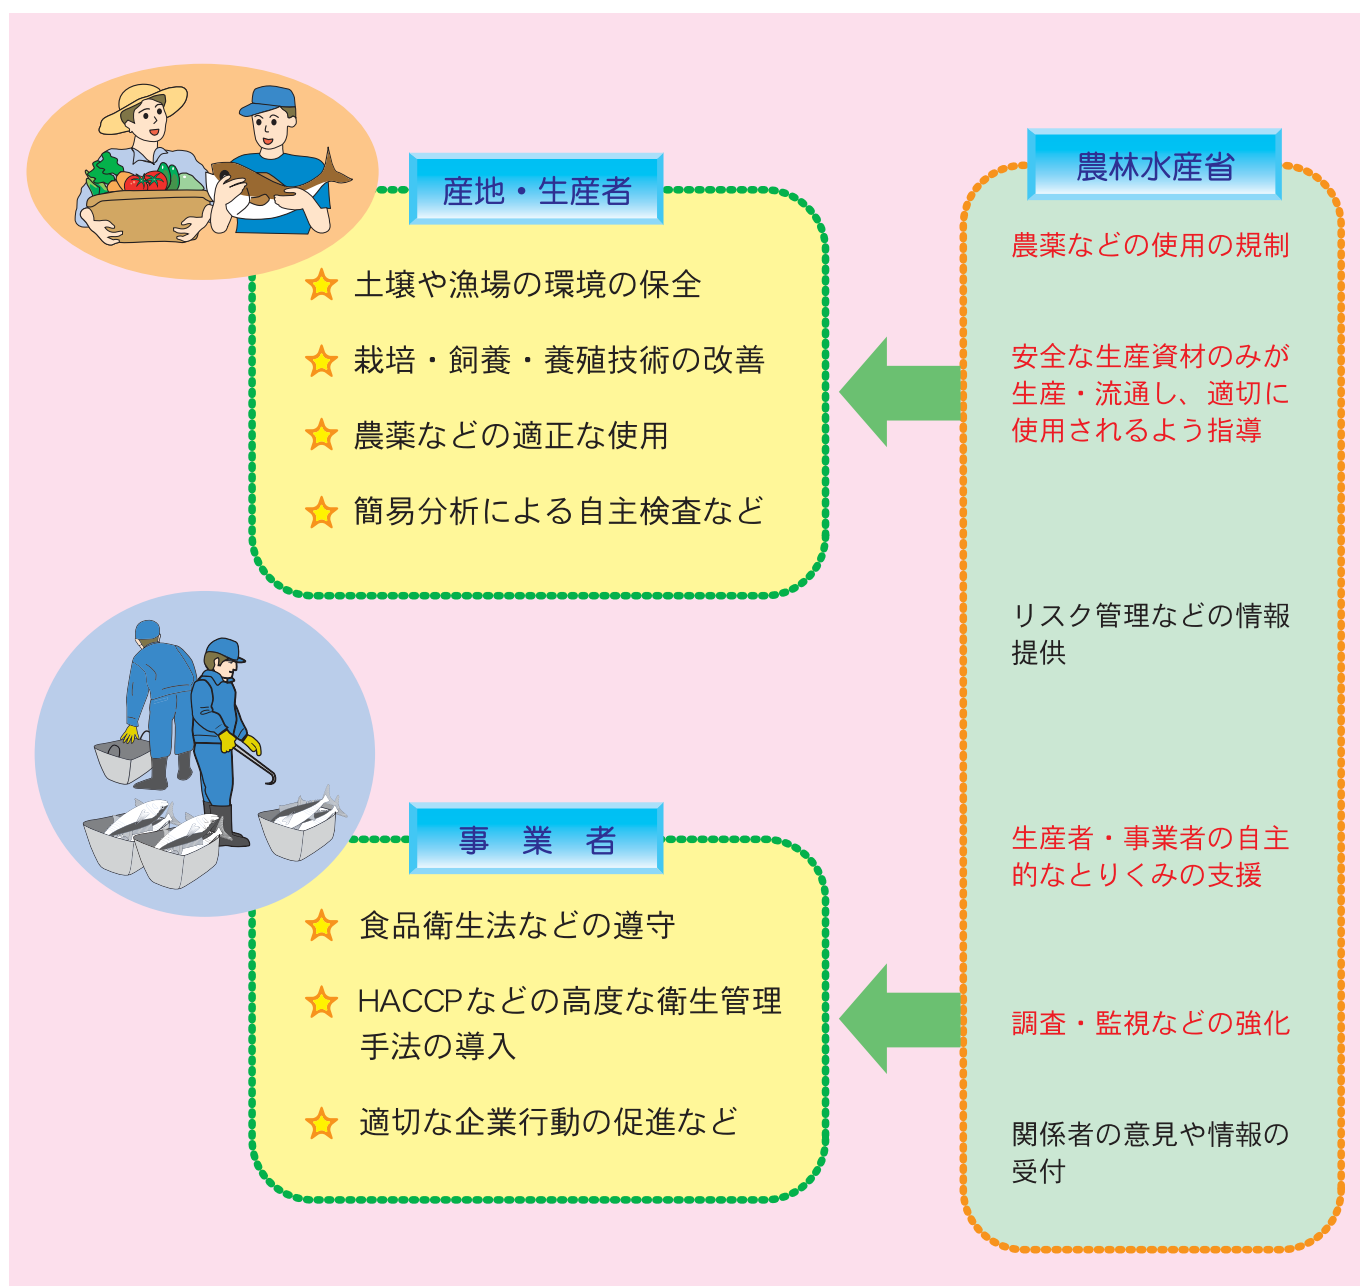 産地・生産者
土壌や漁場の環境の保全
栽培・飼養・養殖技術の改善
農薬などの適正な使用
簡易分析による自主検査など
事業者
食品衛生法などの遵守
HACCPなどの高度な衛生管理
手法の導入
適切な企業行動の促進など
農林水産省
農薬などの使用の規制
安全な生産資材のみが
生産・流通し、適切に
使用されるよう指導
リスク管理などの情報
提供
生産者・事業者の自主
的なとりくみの支援
調査・監視などの強化
関係者の意見や情報の
受付